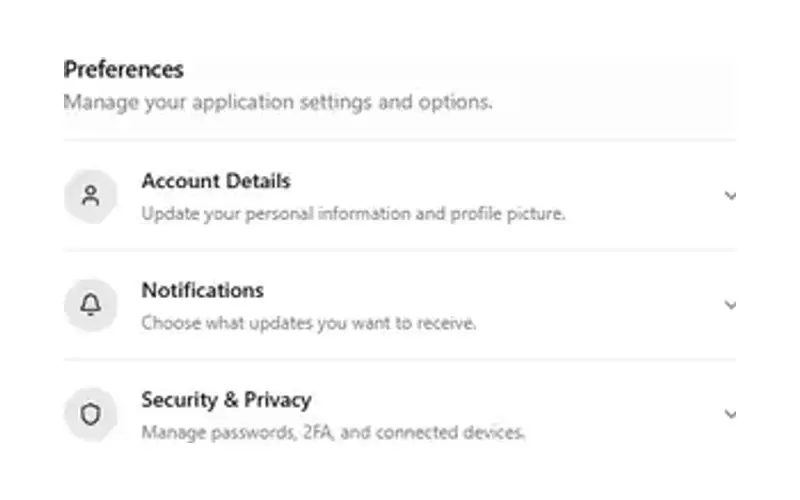 Preferences
Manage your application settings and options.
Account Details
Update your personal information and profile picture.
Notifications
Choose what updates you want to receive.
Security & Privacy
Manage passwords, 2FA, and connected devices.